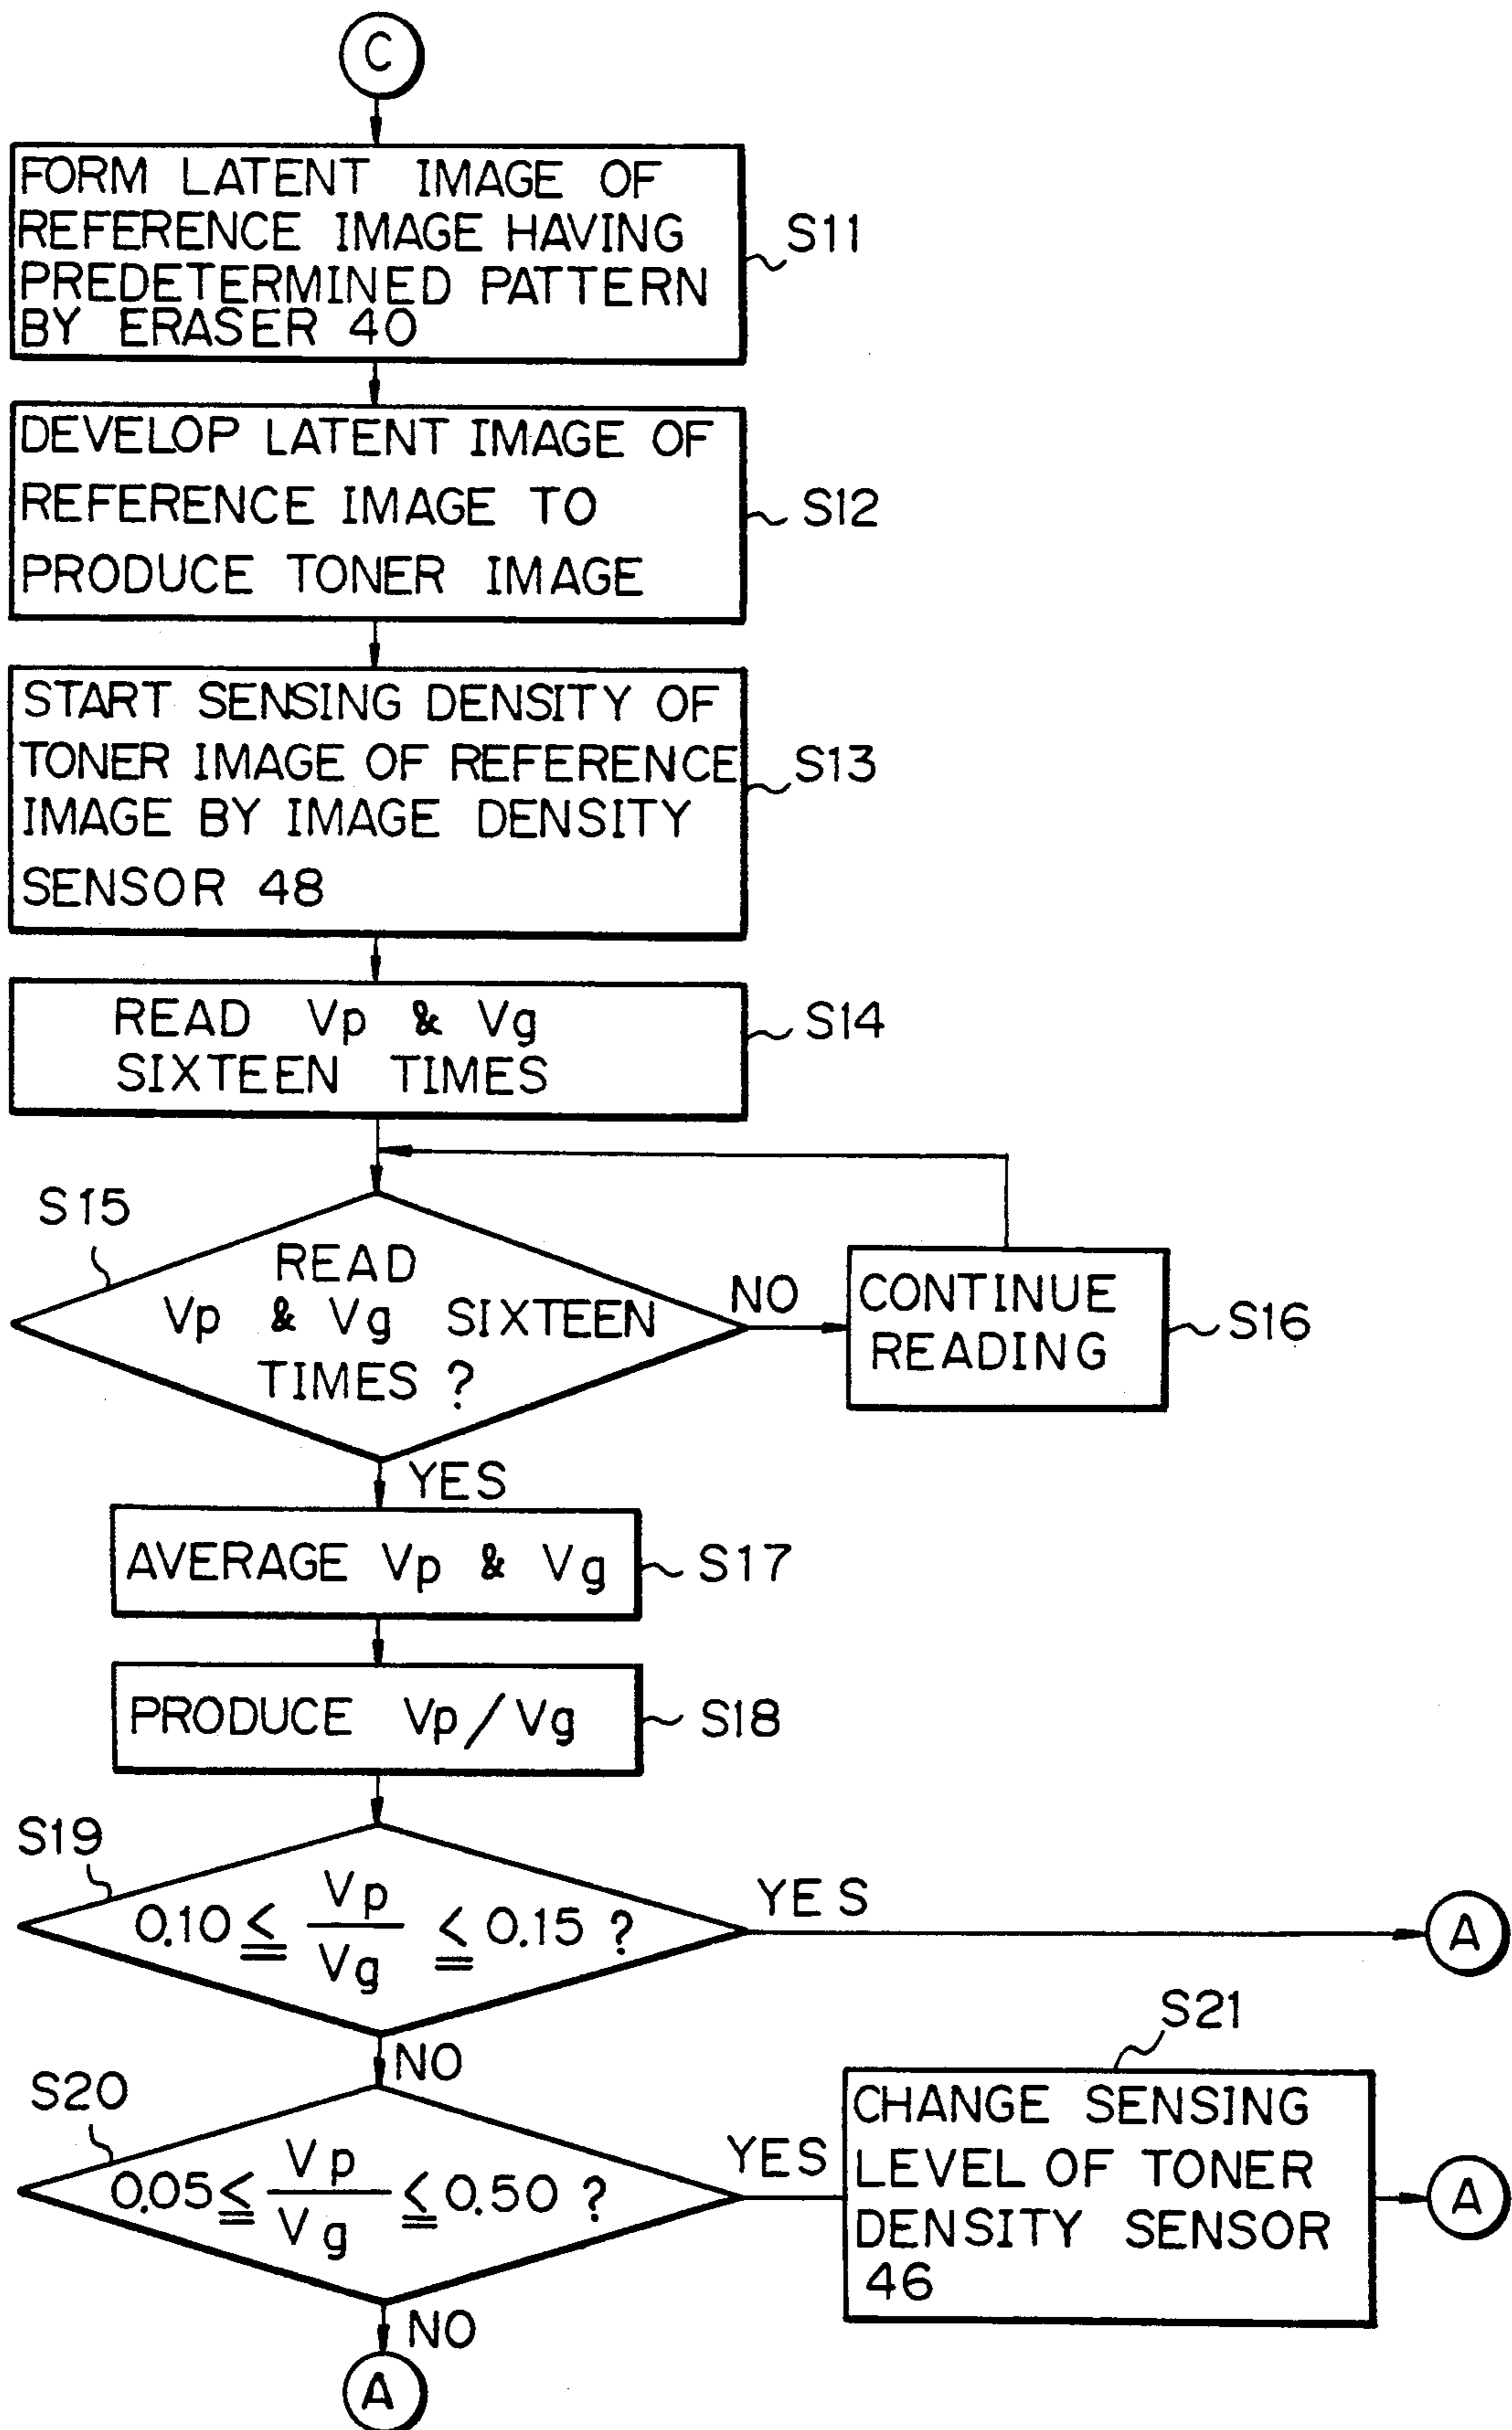 C
FORM LATENT IMAGE OF
REFERENCE IMAGE HAVING
PREDETERMINED PATTERN
BY ERASER 40
S11
DEVELOP LATENT IMAGE OF
REFERENCE IMAGE TO
PRODUCE TONER IMAGE
S12
START SENSING DENSITY OF
TONER IMAGE OF REFERENCE
IMAGE BY IMAGE DENSITY
SENSOR 48
S13
READ Vp & Vg
SIXTEEN TIMES
S14
S15
READ
Vp & Vg SIXTEEN
TIMES ?
NO
CONTINUE
READING
S16
YES
AVERAGE Vp & Vg
S17
PRODUCE Vp/Vg
S18
S19
0.10 ≦ Vp/Vg ≦ 0.15 ?
YES
A
NO
S20
0.05 ≦ Vp/Vg ≦ 0.50 ?
YES
S21
CHANGE SENSING
LEVEL OF TONER
DENSITY SENSOR
46
A
NO
A